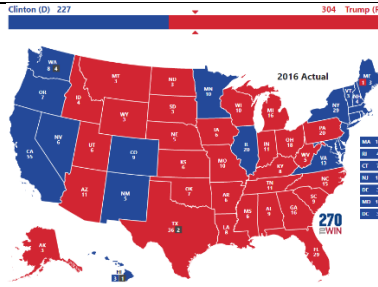 Clinton (D) 227
304 Trump (R
2016 Actual
WA
8 4
MT
3
ND
3
MN
10
OR
7
ID
4
WY
3
SD
3
WI
10
MI
16
NY
29
NV
6
UT
6
CO
9
NE
5
IA
6
IL
20
IN
11
OH
18
PA
20
CA
55
KS
6
MO
10
KY
8
WV
5
VA
13
AZ
11
NM
3
OK
7
AR
6
TN
11
NC
15
TX
36 2
LA
8
MS
6
AL
9
GA
16
SC
9
FL
29
AK
3
HI
3 1
VT
3
NH
4
MA
RI
CT
NJ
MD
DC
270
WIN